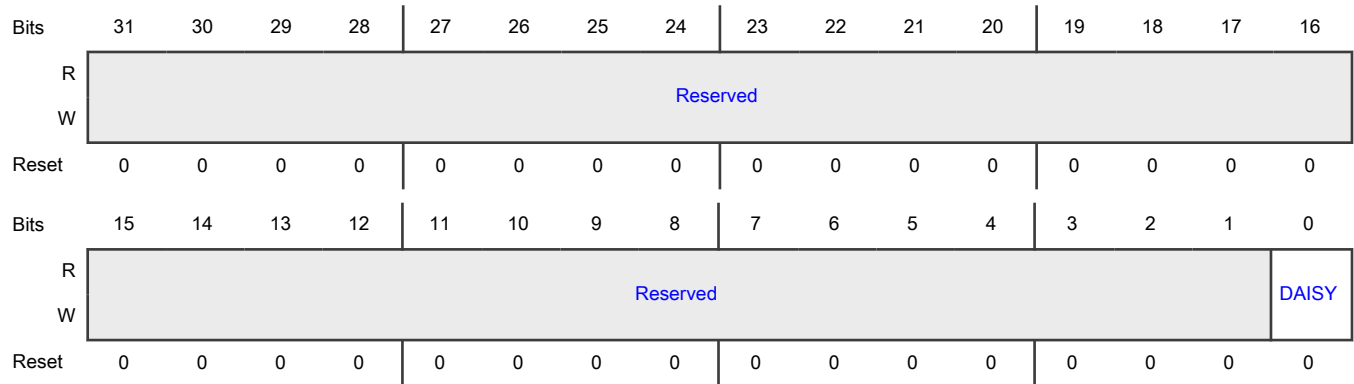 Bits 31 30 29 28 27 26 25 24 23 22 21 20 19 18 17 16
R
Reserved
W
Reset 0 0 0 0 0 0 0 0 0 0 0 0 0 0 0 0
Bits 15 14 13 12 11 10 9 8 7 6 5 4 3 2 1 0
R
Reserved DAISY
W
Reset 0 0 0 0 0 0 0 0 0 0 0 0 0 0 0 0